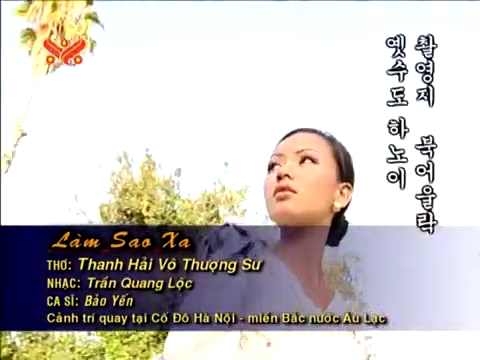 촬영지 북어울락
옛수도 하노이
Làm Sao Xa
THƠ: Thanh Hải Vô Thượng Sư
NHẠC: Trần Quang Lộc
CA SĨ: Bảo Yến
Cảnh trí quay tại Cố Đô Hà Nội - miền Bắc nước Âu Lạc